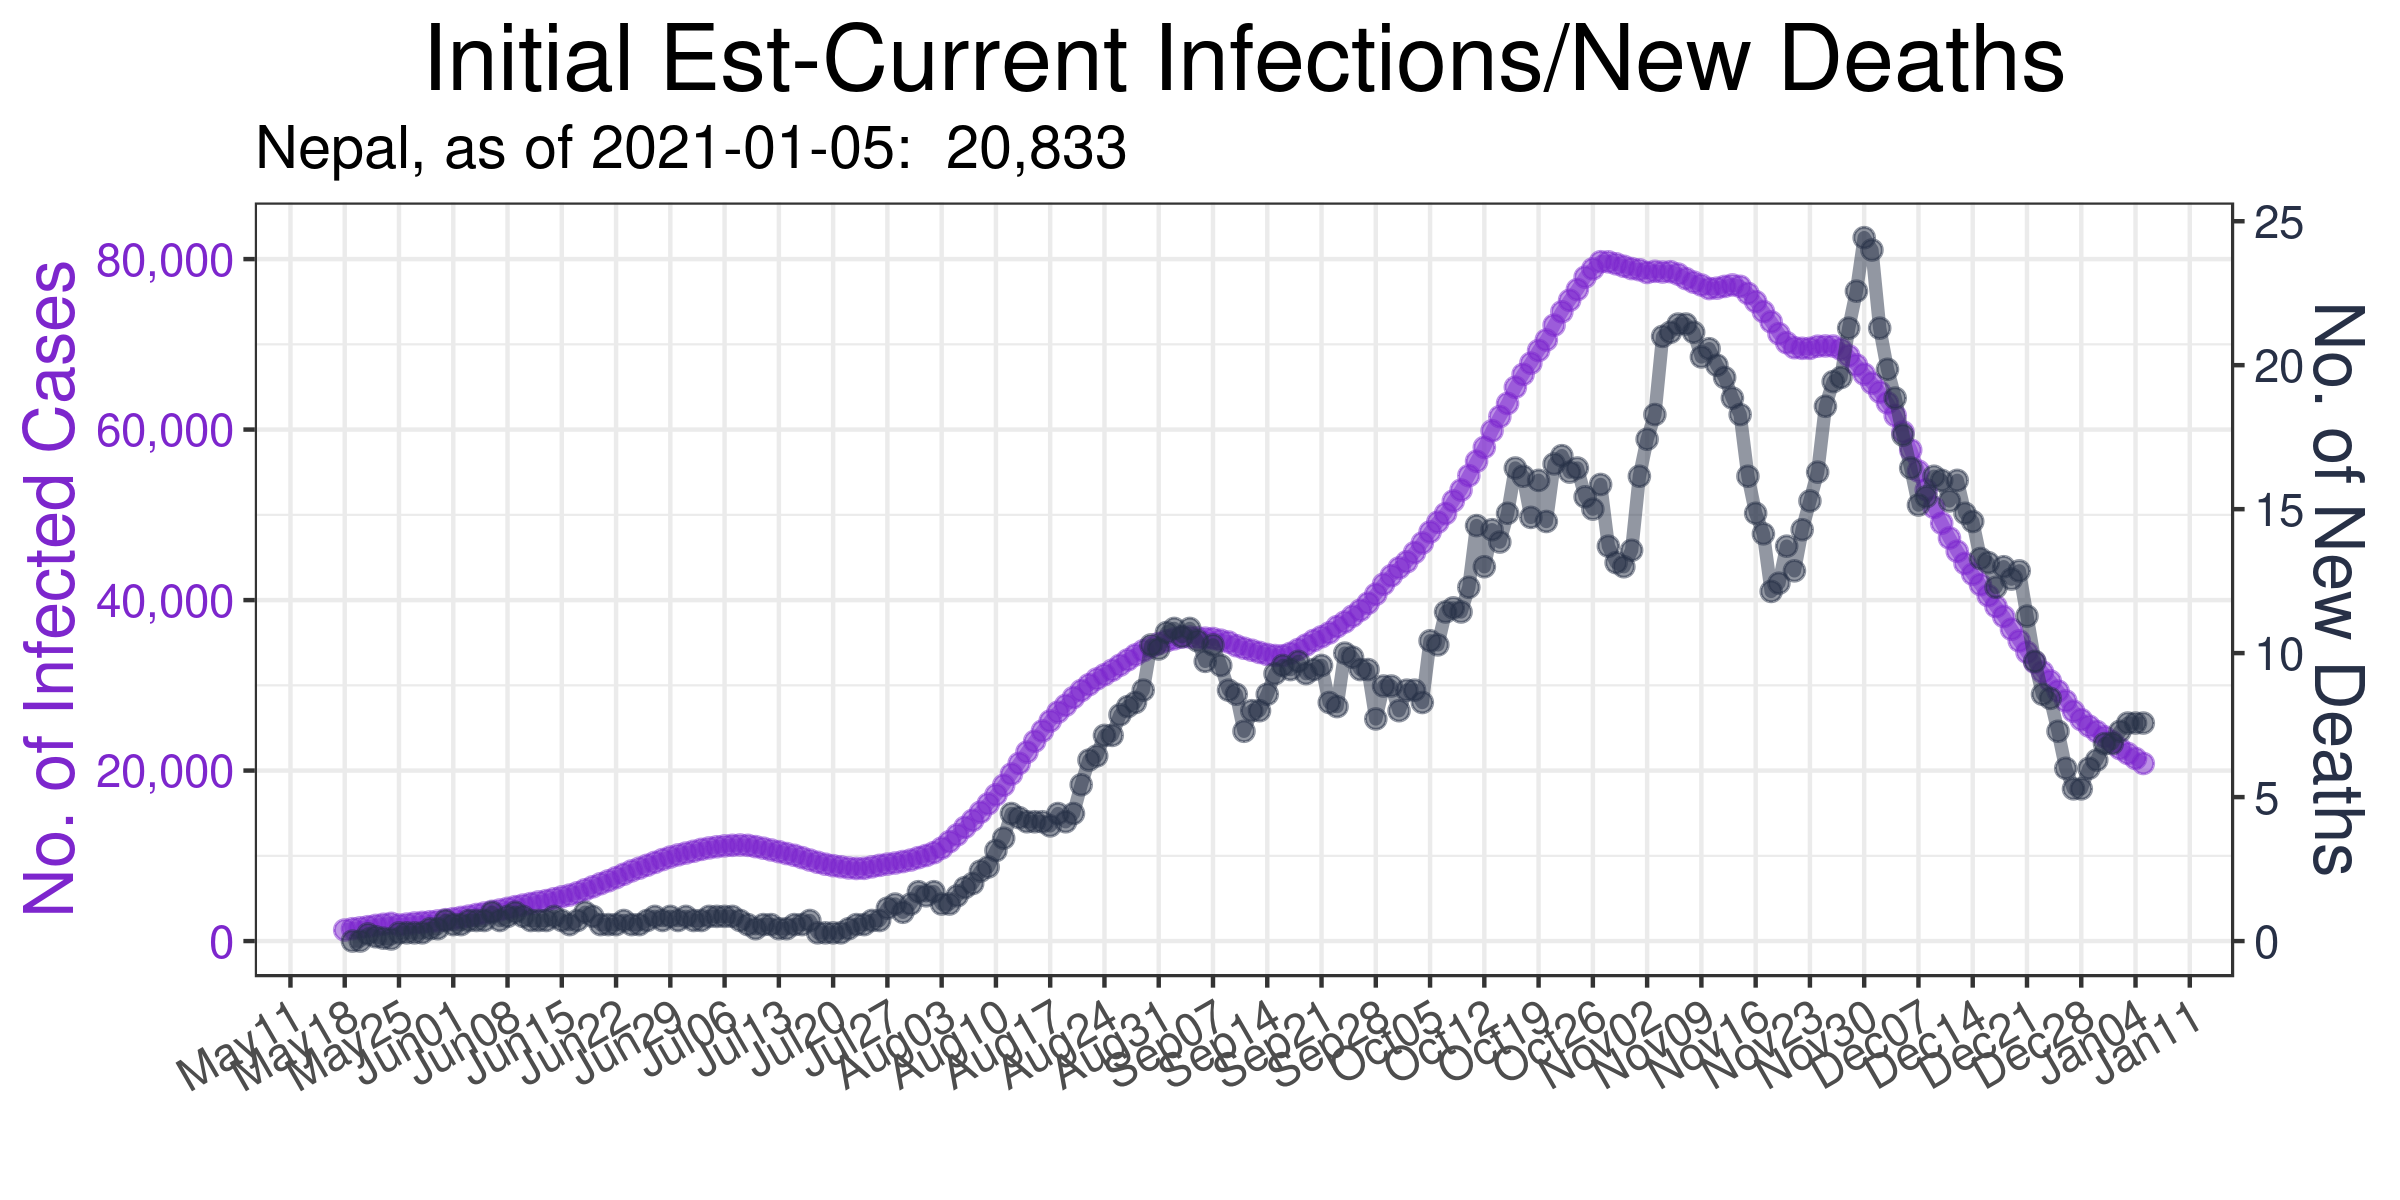 Initial Est-Current Infections/New Deaths
Nepal, as of 2021-01-05:  20,833
No. of Infected Cases
80,000
60,000
40,000
20,000
0
25
20
15
10
5
0
No. of New Deaths
May11
May18
May25
Jun01
Jun08
Jun15
Jun22
Jun29
Jul06
Jul13
Jul20
Jul27
Aug03
Aug10
Aug17
Aug24
Aug31
Sep07
Sep14
Sep21
Sep28
Oct05
Oct12
Oct19
Oct26
Nov02
Nov09
Nov16
Nov23
Nov30
Dec07
Dec14
Dec21
Dec28
Jan04
Jan11